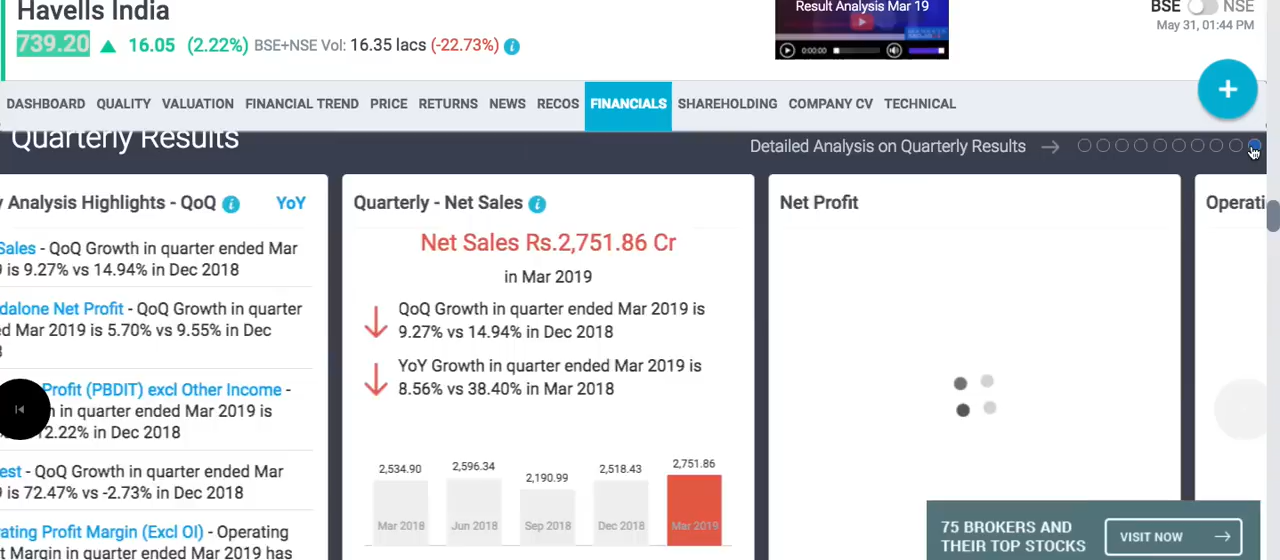 Havells India
739.20 16.05 (2.22%) BSE+NSE Vol: 16.35 lacs (-22.73%) i
Result Analysis Mar 19
0:00:00
BSE NSE
May 31, 01:44 PM
+
DASHBOARD QUALITY VALUATION FINANCIAL TREND PRICE RETURNS NEWS RECOS FINANCIALS SHAREHOLDING COMPANY CV TECHNICAL
Quarterly Results
Detailed Analysis on Quarterly Results →
y Analysis Highlights - QoQ i YoY
Sales - QoQ Growth in quarter ended Mar
9 is 9.27% vs 14.94% in Dec 2018
dalone Net Profit - QoQ Growth in quarter
ed Mar 2019 is 5.70% vs 9.55% in Dec
8
Profit (PBDIT) excl Other Income -
h in quarter ended Mar 2019 is
12.22% in Dec 2018
est - QoQ Growth in quarter ended Mar
9 is 72.47% vs -2.73% in Dec 2018
rating Profit Margin (Excl OI) - Operating
t Margin in quarter ended Mar 2019 has
Quarterly - Net Sales i
Net Sales Rs.2,751.86 Cr
in Mar 2019
QoQ Growth in quarter ended Mar 2019 is
9.27% vs 14.94% in Dec 2018
YoY Growth in quarter ended Mar 2019 is
8.56% vs 38.40% in Mar 2018
2,534.90 2,596.34 2,190.99 2,518.43 2,751.86
Mar 2018 Jun 2018 Sep 2018 Dec 2018 Mar 2019
Net Profit
Operati
75 BROKERS AND
THEIR TOP STOCKS
VISIT NOW →